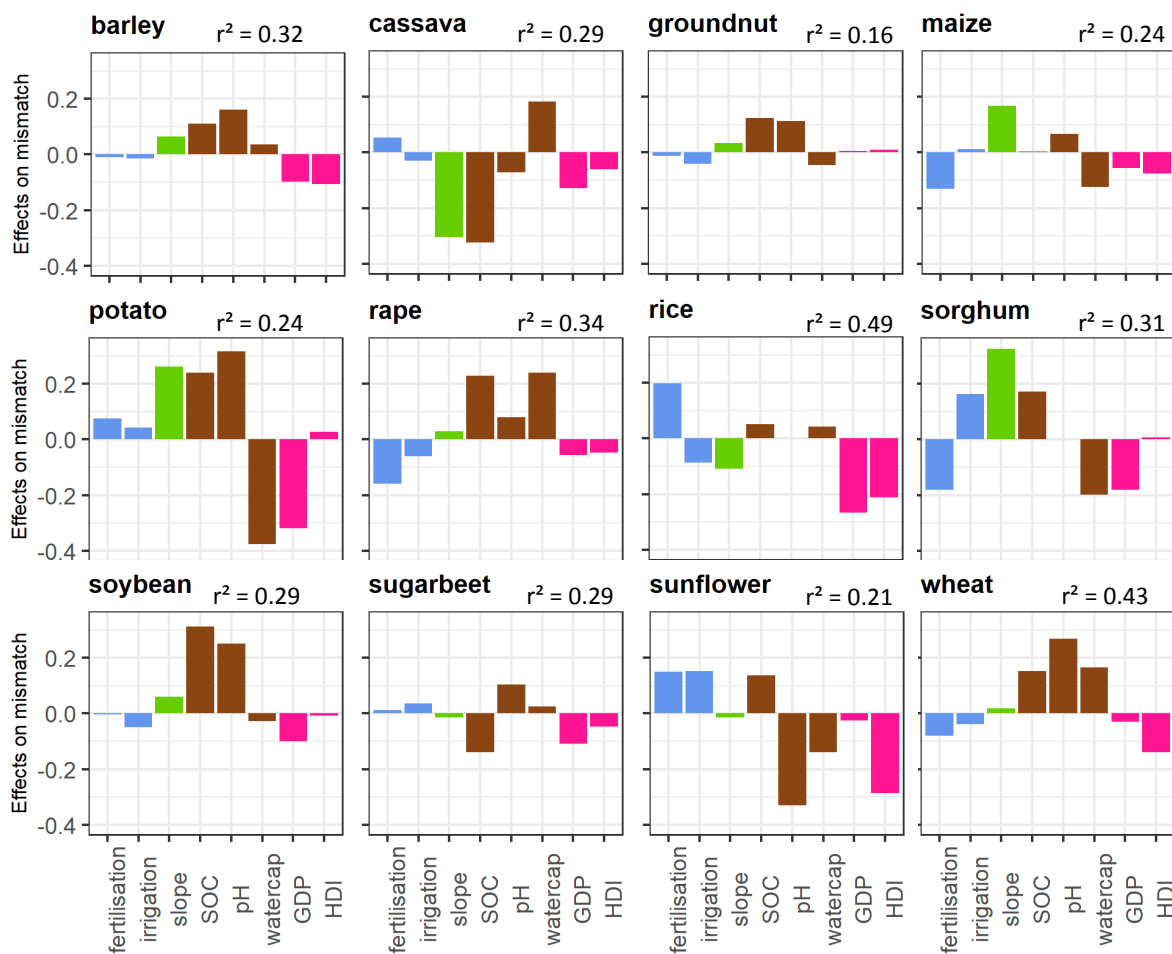 barley
r² = 0.32
cassava
r² = 0.29
groundnut
r² = 0.16
maize
r² = 0.24
Effects on mismatch
0.2
0.0
-0.2
-0.4
potato
r² = 0.24
rape
r² = 0.34
rice
r² = 0.49
sorghum
r² = 0.31
Effects on mismatch
0.2
0.0
-0.2
-0.4
soybean
r² = 0.29
sugarbeet
r² = 0.29
sunflower
r² = 0.21
wheat
r² = 0.43
Effects on mismatch
0.2
0.0
-0.2
-0.4
fertilisation
irrigation
slope
SOC
pH
watercap
GDP
HDI
fertilisation
irrigation
slope
SOC
pH
watercap
GDP
HDI
fertilisation
irrigation
slope
SOC
pH
watercap
GDP
HDI
fertilisation
irrigation
slope
SOC
pH
watercap
GDP
HDI